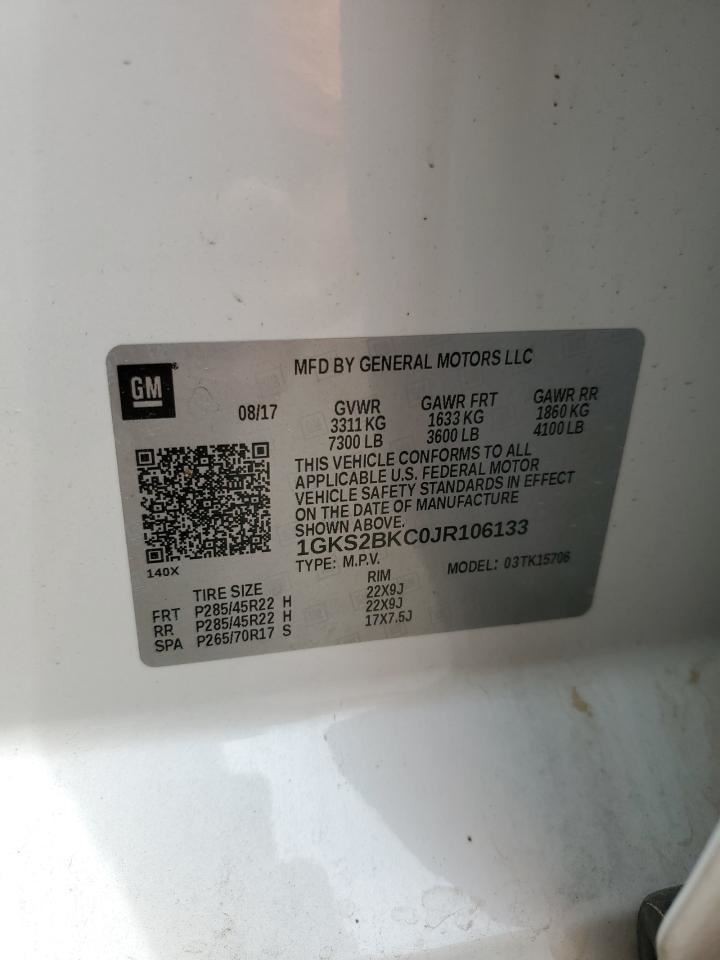 GM
MFD BY GENERAL MOTORS LLC
08/17 GVWR GAWR FRT GAWR RR
3311 KG 1633 KG 1860 KG
7300 LB 3600 LB 4100 LB
THIS VEHICLE CONFORMS TO ALL
APPLICABLE U.S. FEDERAL MOTOR
VEHICLE SAFETY STANDARDS IN EFFECT
ON THE DATE OF MANUFACTURE
SHOWN ABOVE.
1GKS2BKC0JR106133
TYPE: M.P.V. MODEL: 03TK15706
140X
TIRE SIZE RIM
FRT P285/45R22 H 22X9J
RR P285/45R22 H 22X9J
SPA P265/70R17 S 17X7.5J